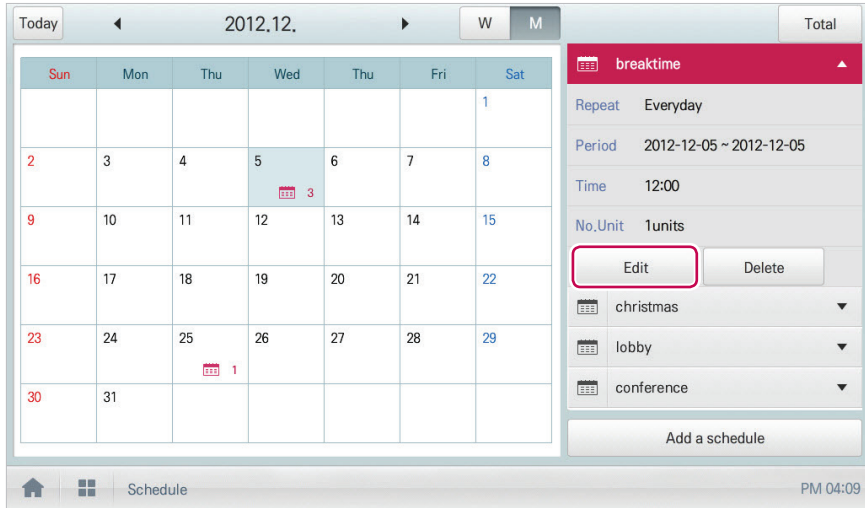 Today 2012.12. W M Total
Sun Mon Thu Wed Thu Fri Sat
1
2 3 4 5 6 7 8
3
9 10 11 12 13 14 15
16 17 18 19 20 21 22
23 24 25 26 27 28 29
1
30 31
breaktime
Repeat Everyday
Period 2012-12-05 ~ 2012-12-05
Time 12:00
No.Unit 1units
Edit Delete
christmas
lobby
conference
Add a schedule
Schedule PM 04:09